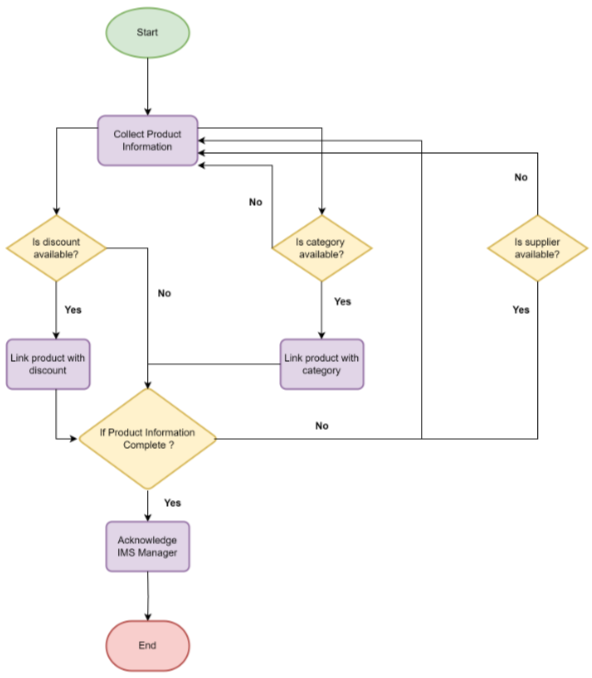 Start
Collect Product
Information
No
No
Is discount
available?
Is category
available?
Is supplier
available?
No
Yes
Yes
Yes
Link product with
discount
Link product with
category
If Product Information
Complete ?
No
Yes
Acknowledge
IMS Manager
End